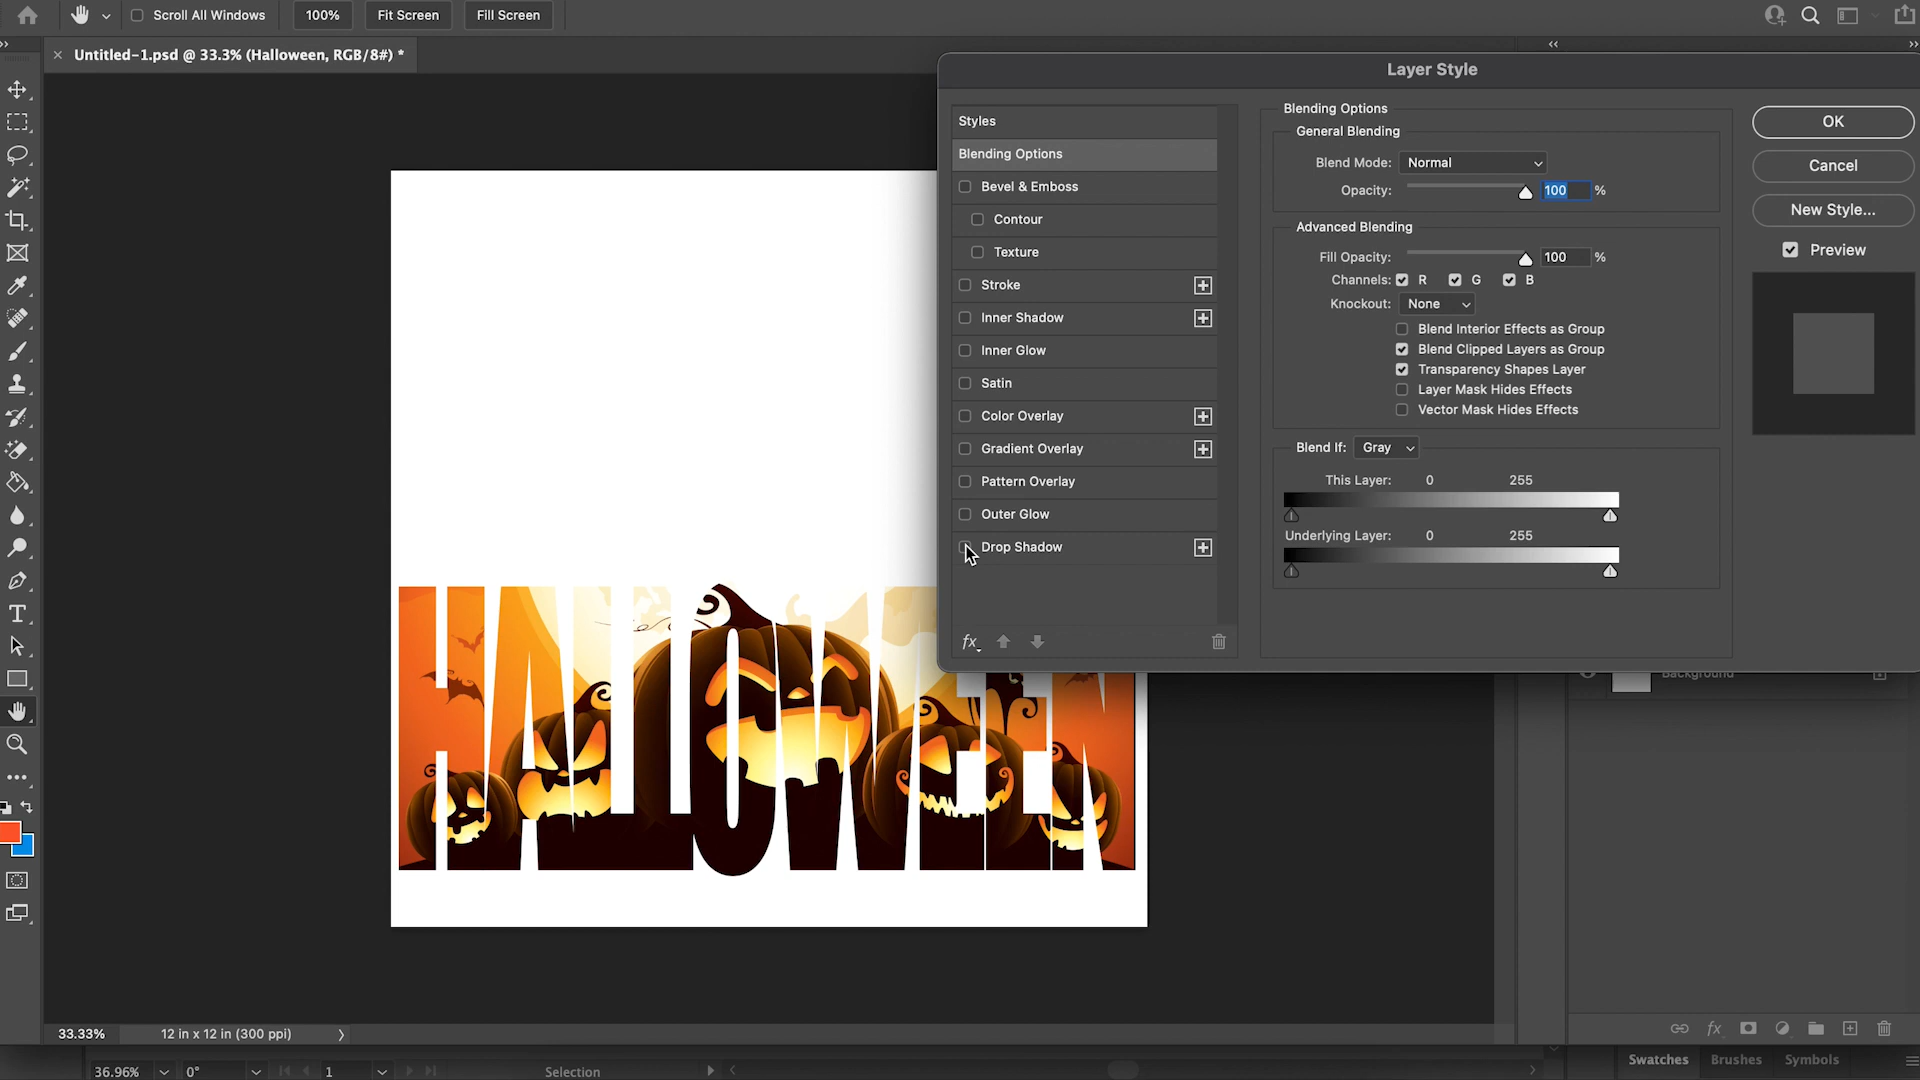 Scroll All Windows 100% Fit Screen Fill Screen
Untitled-1.psd @ 33.3% (Halloween, RGB/8#) *
Layer Style
Styles
Blending Options
Bevel & Emboss
Contour
Texture
Stroke
Inner Shadow
Inner Glow
Satin
Color Overlay
Gradient Overlay
Pattern Overlay
Outer Glow
Drop Shadow
fx
Blending Options
General Blending
Blend Mode: Normal
Opacity: 100 %
Advanced Blending
Fill Opacity: 100 %
Channels: R G B
Knockout: None
Blend Interior Effects as Group
Blend Clipped Layers as Group
Transparency Shapes Layer
Layer Mask Hides Effects
Vector Mask Hides Effects
Blend If: Gray
This Layer: 0 255
Underlying Layer: 0 255
OK
Cancel
New Style...
Preview
HALLOWEEN
Background
33.33% 12 in x 12 in (300 ppi)
fx
Swatches Brushes Symbols
36.96% 0° 1 Selection